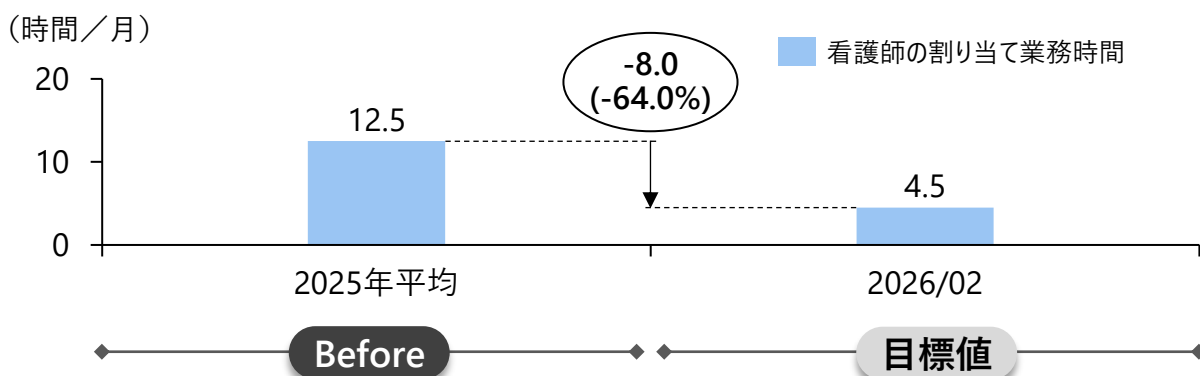 （時間／月）
看護師の割り当て業務時間
-8.0
(-64.0%)
20
10
0
12.5
4.5
2025年平均
2026/02
Before
目標値